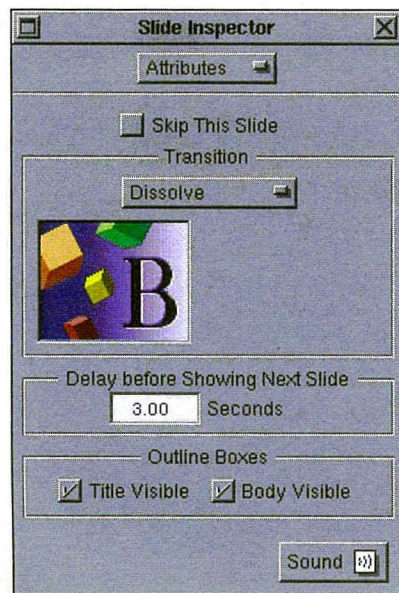 Slide Inspector
Attributes
Skip This Slide
Transition
Dissolve
B
Delay before Showing Next Slide
3.00 Seconds
Outline Boxes
Title Visible Body Visible
Sound